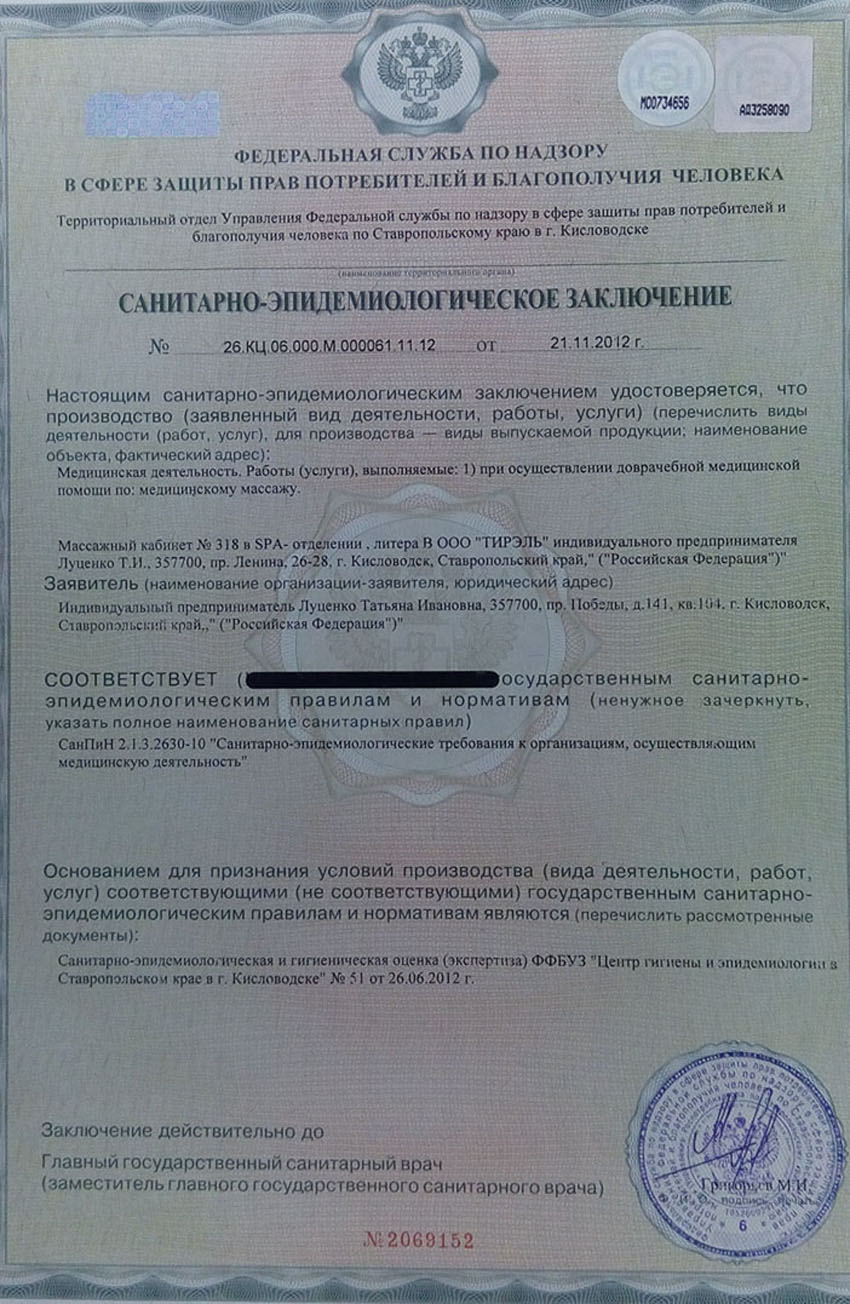 МО0734656
АД3258090
ФЕДЕРАЛЬНАЯ СЛУЖБА ПО НАДЗОРУ
В СФЕРЕ ЗАЩИТЫ ПРАВ ПОТРЕБИТЕЛЕЙ И БЛАГОПОЛУЧИЯ ЧЕЛОВЕКА
Территориальный отдел Управления Федеральной службы по надзору в сфере защиты прав потребителей и
благополучия человека по Ставропольскому краю в г. Кисловодске
(наименование территориального органа)
САНИТАРНО-ЭПИДЕМИОЛОГИЧЕСКОЕ ЗАКЛЮЧЕНИЕ
№ 26.КЦ.06.000.М.000061.11.12 от 21.11.2012 г.
Настоящим санитарно-эпидемиологическим заключением удостоверяется, что
производство (заявленный вид деятельности, работы, услуги) (перечислить виды
деятельности (работ, услуг), для производства — виды выпускаемой продукции; наименование
объекта, фактический адрес):
Медицинская деятельность. Работы (услуги), выполняемые: 1) при осуществлении доврачебной медицинской
помощи по: медицинскому массажу.
Массажный кабинет № 318 в SPA- отделении , литера В ООО "ТИРЭЛЬ" индивидуального предпринимателя
Луценко Т.И., 357700, пр. Ленина, 26-28, г. Кисловодск, Ставропольский край," ("Российская Федерация")"
Заявитель (наименование организации-заявителя, юридический адрес)
Индивидуальный предприниматель Луценко Татьяна Ивановна, 357700, пр. Победы, д.141, кв.104, г. Кисловодск,
Ставропольский край,," ("Российская Федерация")"
СООТВЕТСТВУЕТ ( осударственным санитарно-
эпидемиологическим правилам и нормативам (ненужное зачеркнуть,
указать полное наименование санитарных правил)
СанПиН 2.1.3.2630-10 "Санитарно-эпидемиологические требования к организациям, осуществляющим
медицинскую деятельность"
Основанием для признания условий производства (вида деятельности, работ,
услуг) соответствующими (не соответствующими) государственным санитарно-
эпидемиологическим правилам и нормативам являются (перечислить рассмотренные
документы):
Санитарно-эпидемиологическая и гигиеническая оценка (экспертиза) ФФБУЗ "Центр гигиены и эпидемиологии в
Ставропольском крае в г. Кисловодске" № 51 от 26.06.2012 г.
Заключение действительно до
Главный государственный санитарный врач
(заместитель главного государственного санитарного врача)
Григорьев М.И.
подпись
печать
6
№2069152